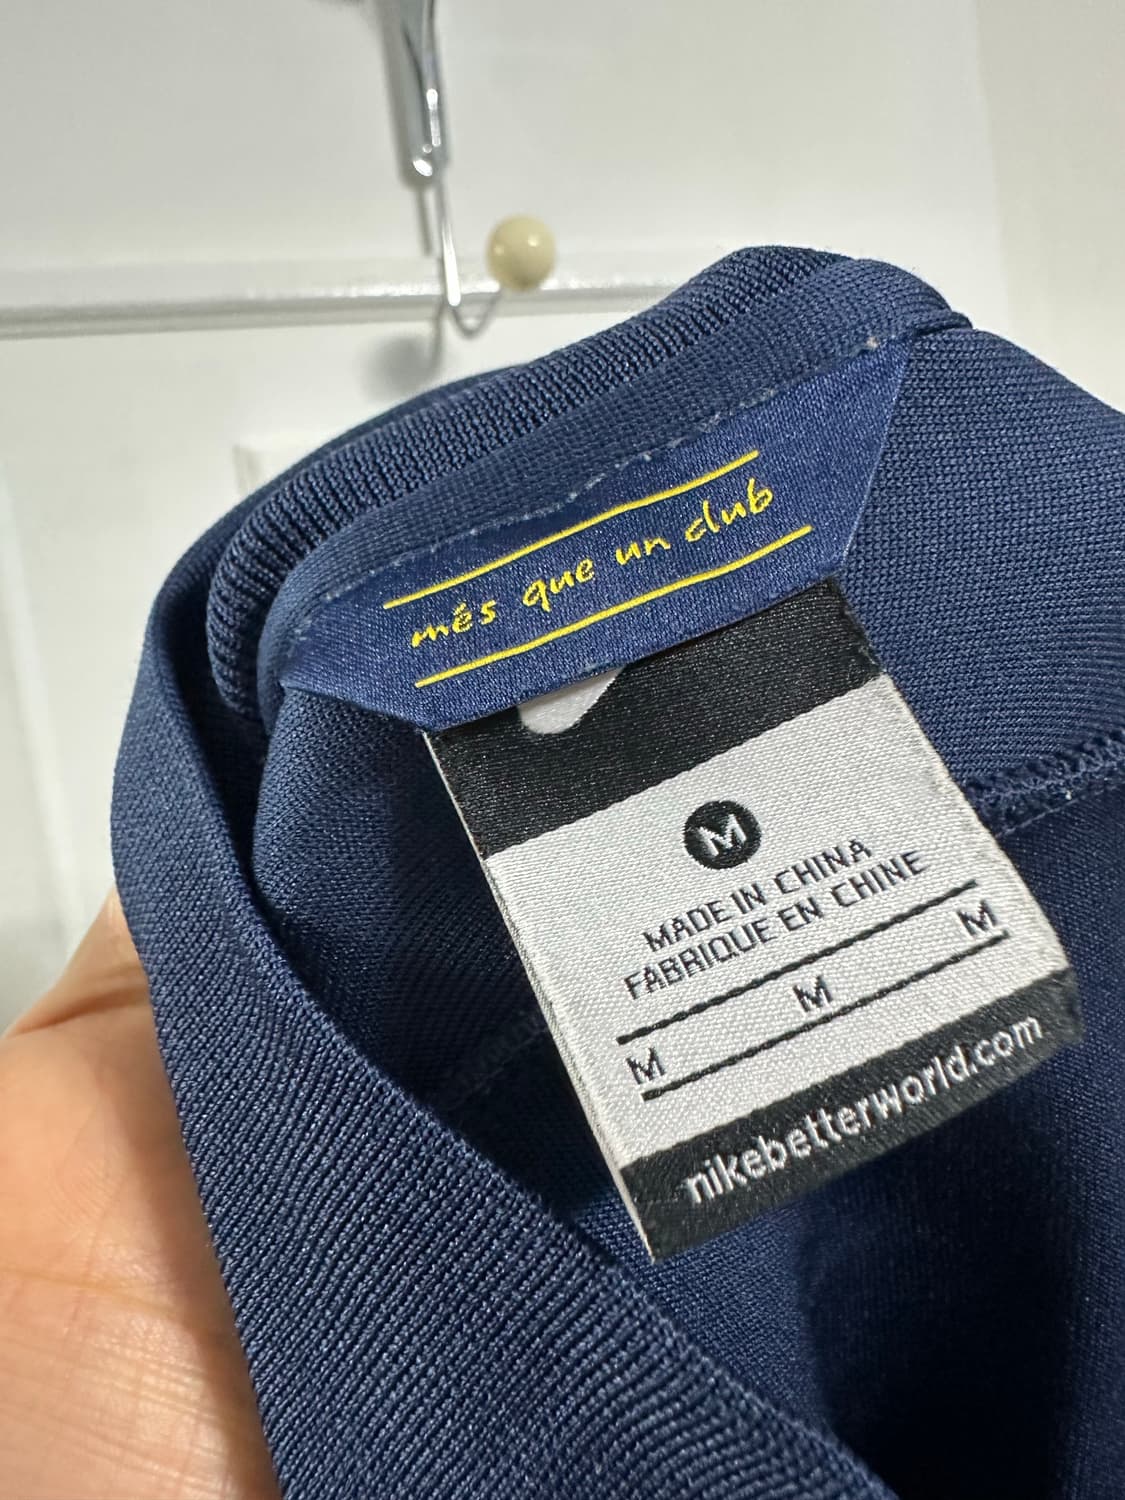 més que un club
M
MADE IN CHINA
FABRIQUE EN CHINE
M M M
nikebetterworld.com